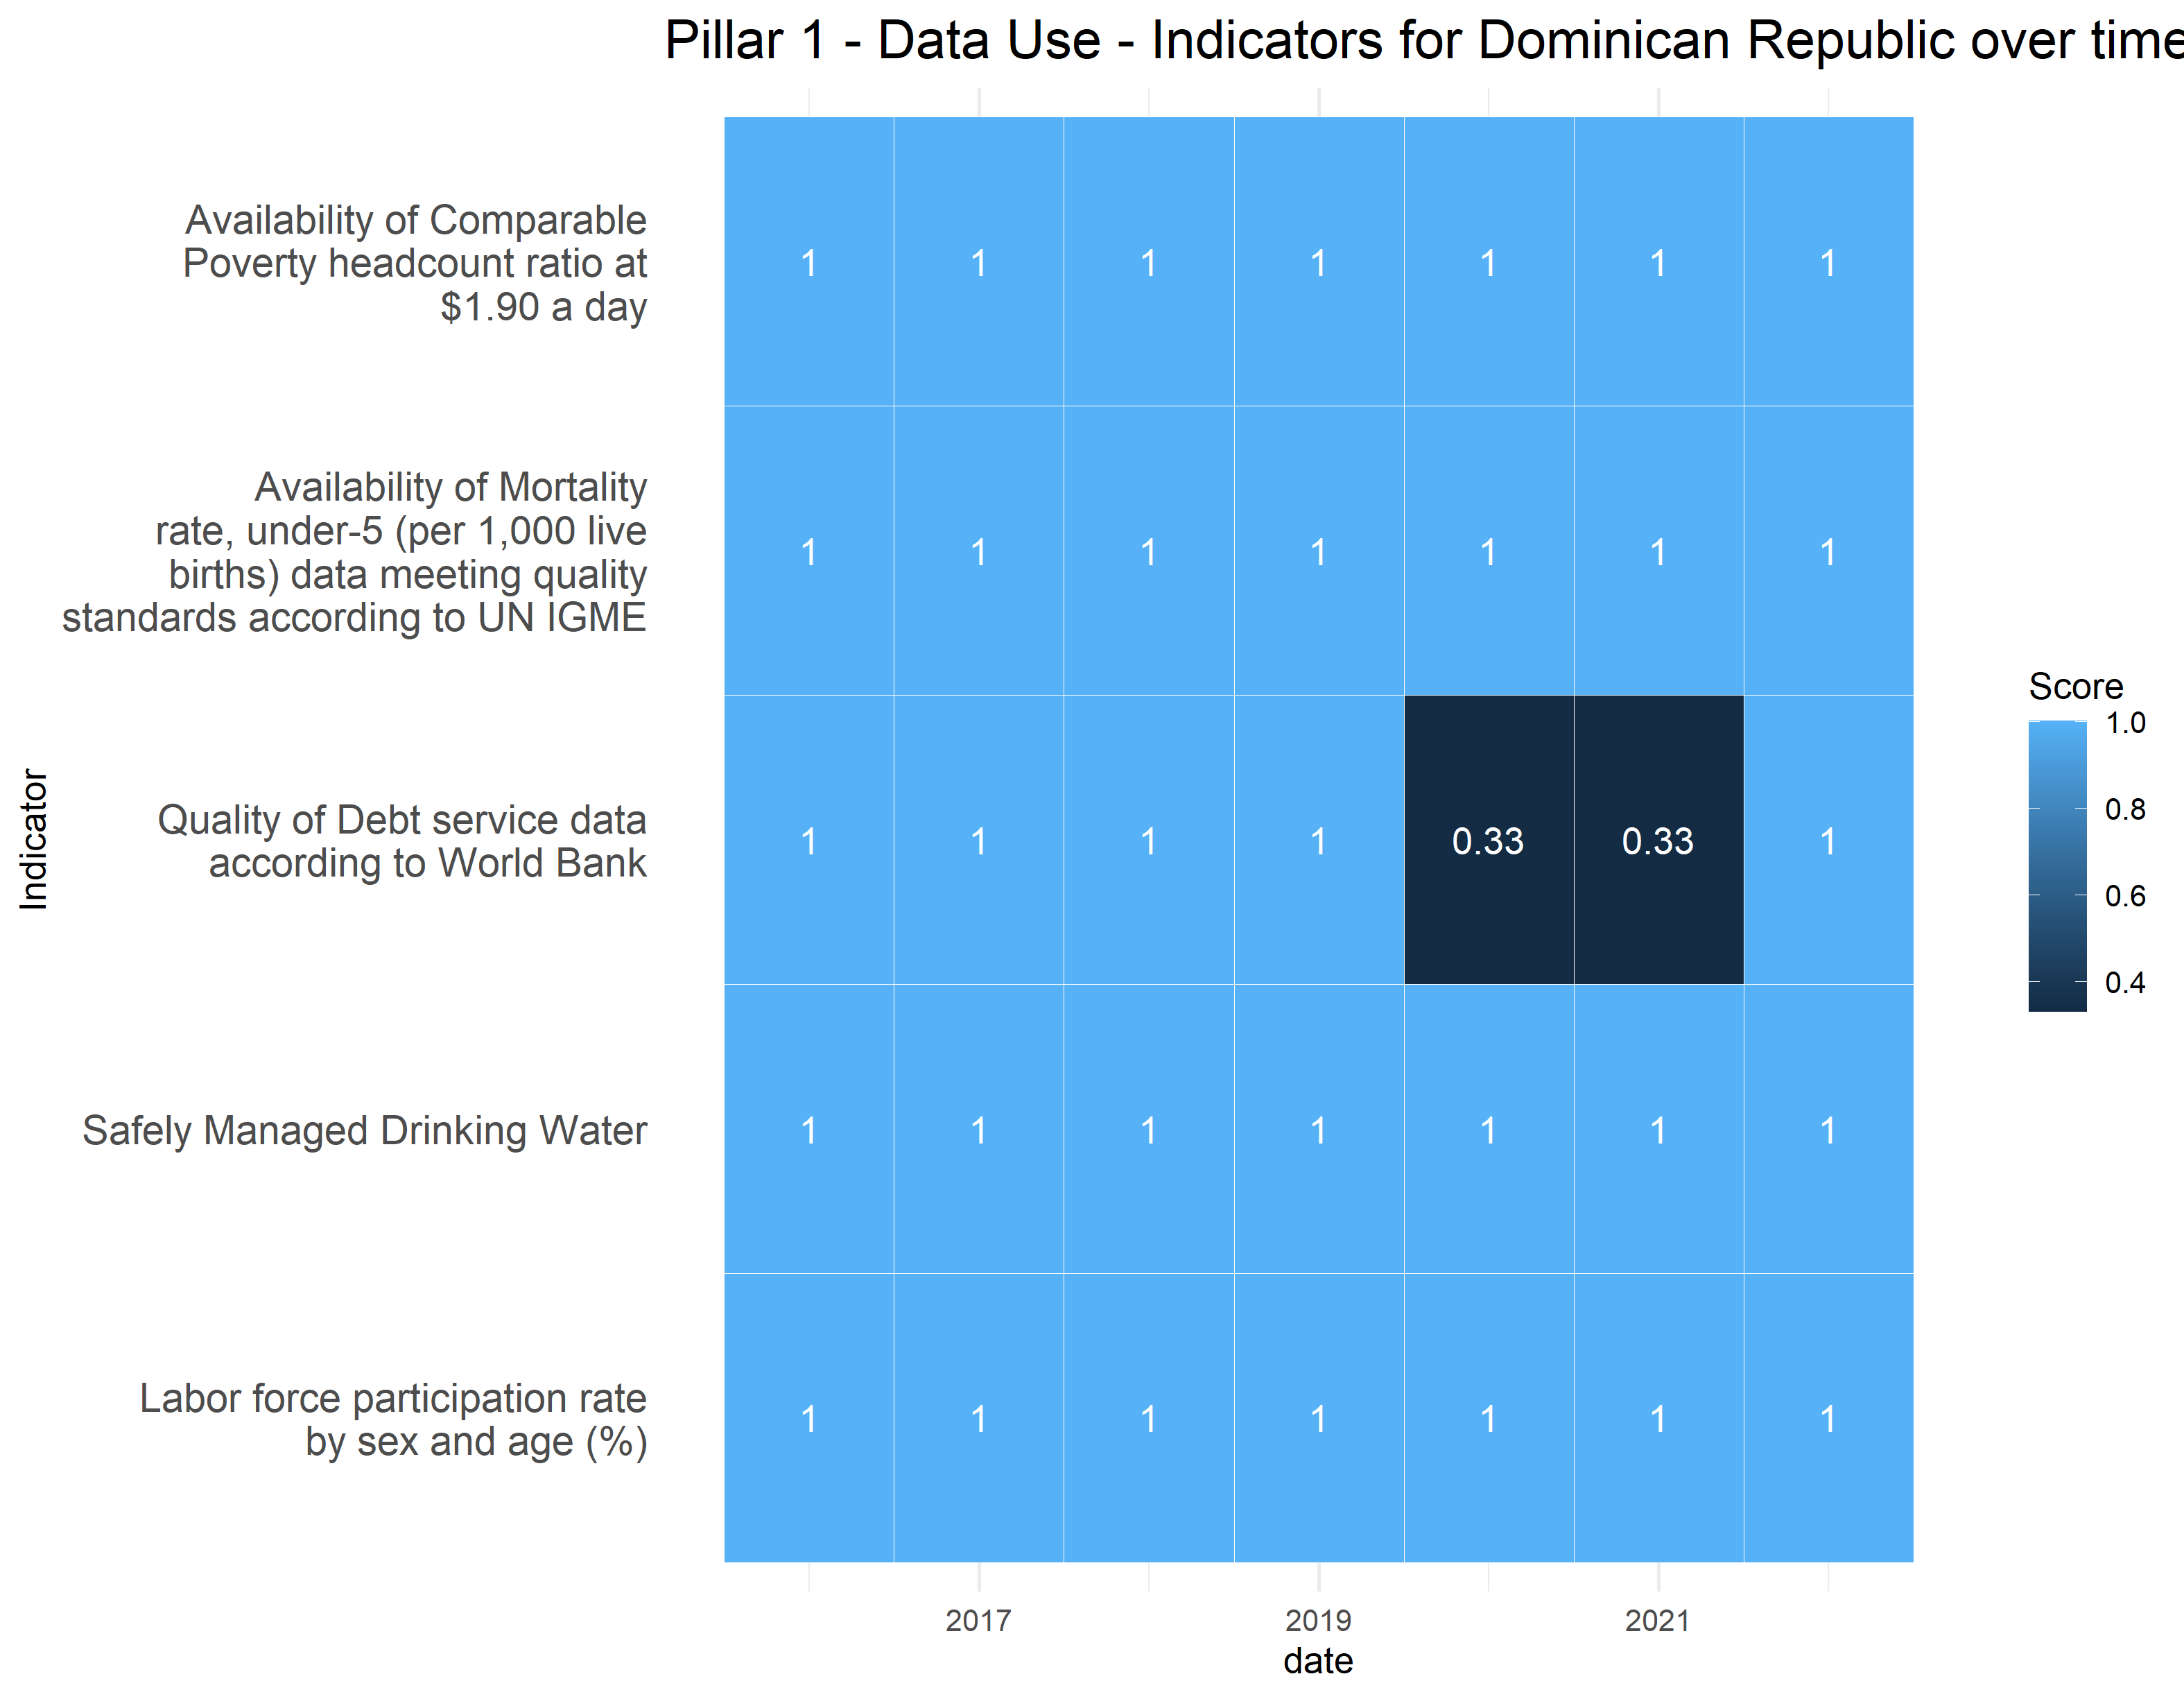 Pillar 1 - Data Use - Indicators for Dominican Republic over time
Availability of Comparable
Poverty headcount ratio at
$1.90 a day
1 1 1 1 1 1 1
Availability of Mortality
rate, under-5 (per 1,000 live
births) data meeting quality
standards according to UN IGME
1 1 1 1 1 1 1
Quality of Debt service data
according to World Bank
1 1 1 1 0.33 0.33 1
Safely Managed Drinking Water
1 1 1 1 1 1 1
Labor force participation rate
by sex and age (%)
1 1 1 1 1 1 1
Indicator
2017 2019 2021
date
Score
1.0
0.8
0.6
0.4